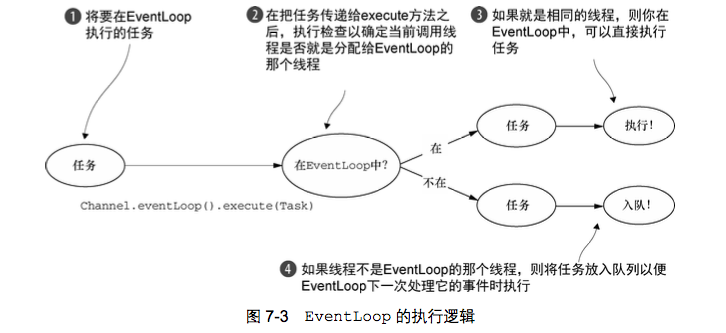 1 将要在EventLoop
执行的任务
2 在把任务传递给execute方法之
后，执行检查以确定当前调用线
程是否就是分配给EventLoop的
那个线程
3 如果就是相同的线程，则你在
EventLoop中，可以直接执行
任务
任务
Channel.eventLoop().execute(Task)
在EventLoop中?
在
任务
执行!
不在
任务
入队!
4 如果线程不是EventLoop的那个线程，则将任务放入队列以便
EventLoop下一次处理它的事件时执行
图 7-3 EventLoop 的执行逻辑